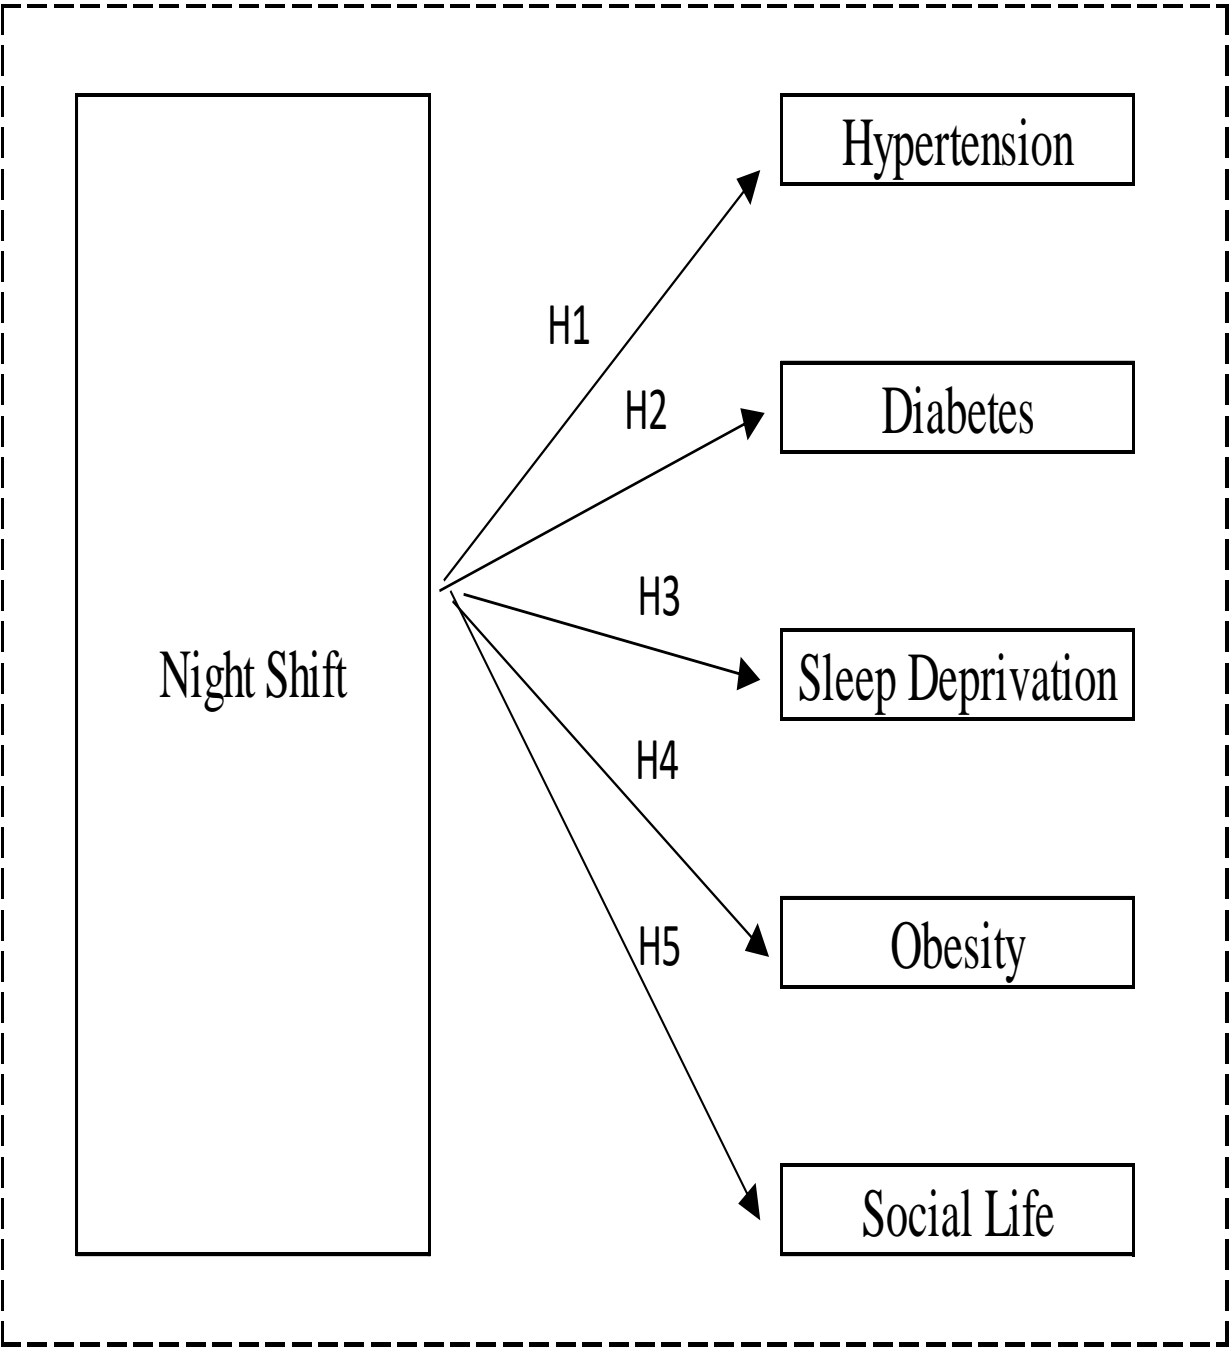 Night Shift
H1
H2
H3
H4
H5
Hypertension
Diabetes
Sleep Deprivation
Obesity
Social Life